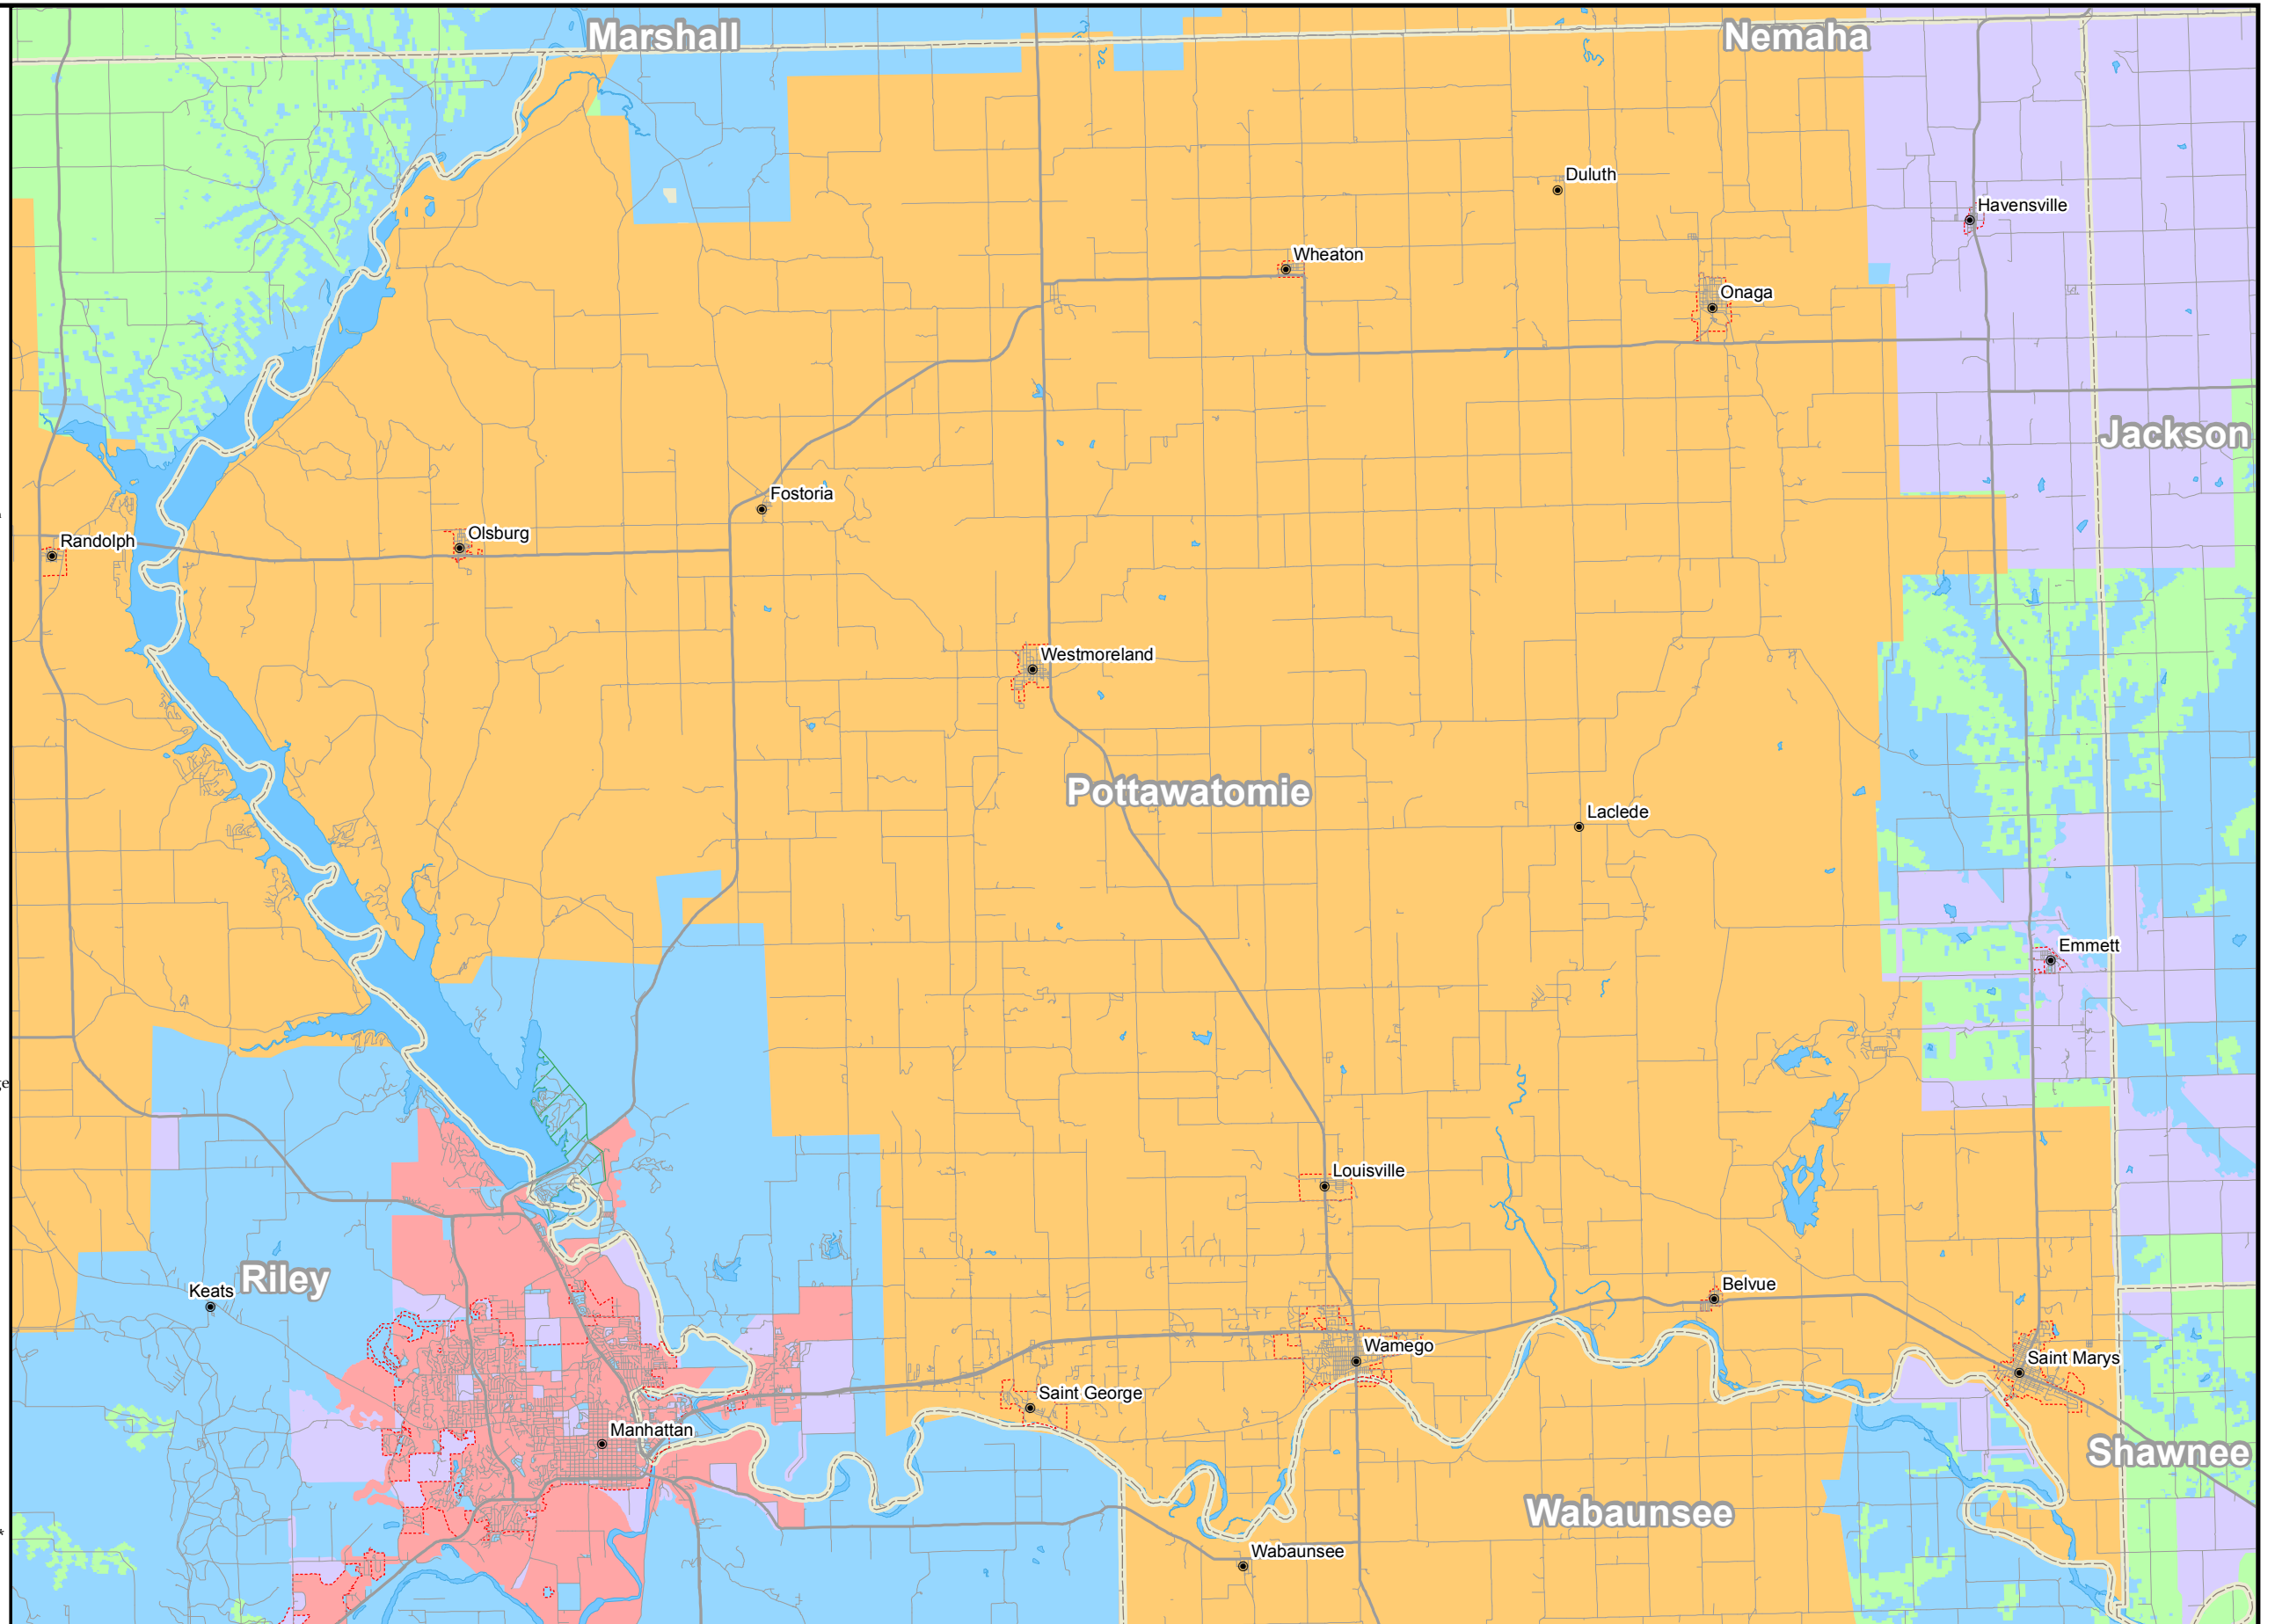 Marshall
Nemaha
Duluth
Havensville
Wheaton
Onaga
Jackson
Fostoria
Olsburg
Randolph
Westmoreland
Pottawatomie
Laclede
Emmett
Louisville
Riley
Keats
Belvue
Wamego
Saint Marys
Saint George
Manhattan
Shawnee
Wabaunsee
*
Wabaunsee